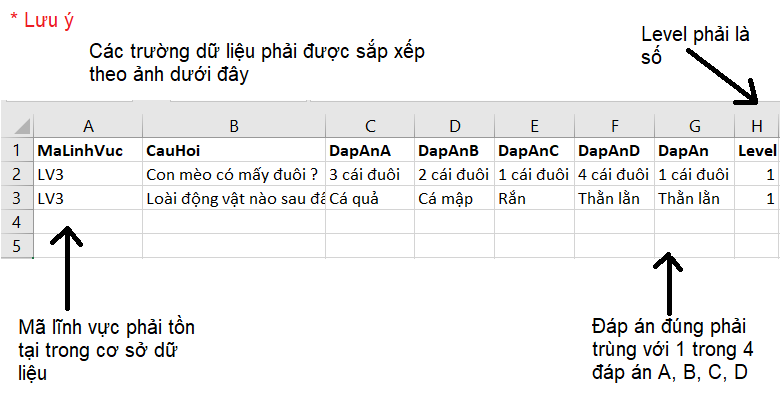 * Lưu ý
Các trường dữ liệu phải được sắp xếp
theo ảnh dưới đây
Level phải là
số
A B C D E F G H
1 MaLinhVuc CauHoi DapAnA DapAnB DapAnC DapAnD DapAn Level
2 LV3 Con mèo có mấy đuôi ? 3 cái đuôi 2 cái đuôi 1 cái đuôi 4 cái đuôi 1 cái đuôi 1
3 LV3 Loài động vật nào sau đâ Cá quả Cá mập Rắn Thằn lằn Thằn lằn 1
4
5
Mã lĩnh vực phải tồn
tại trong cơ sở dữ
liệu
Đáp án đúng phải
trùng với 1 trong 4
đáp án A, B, C, D